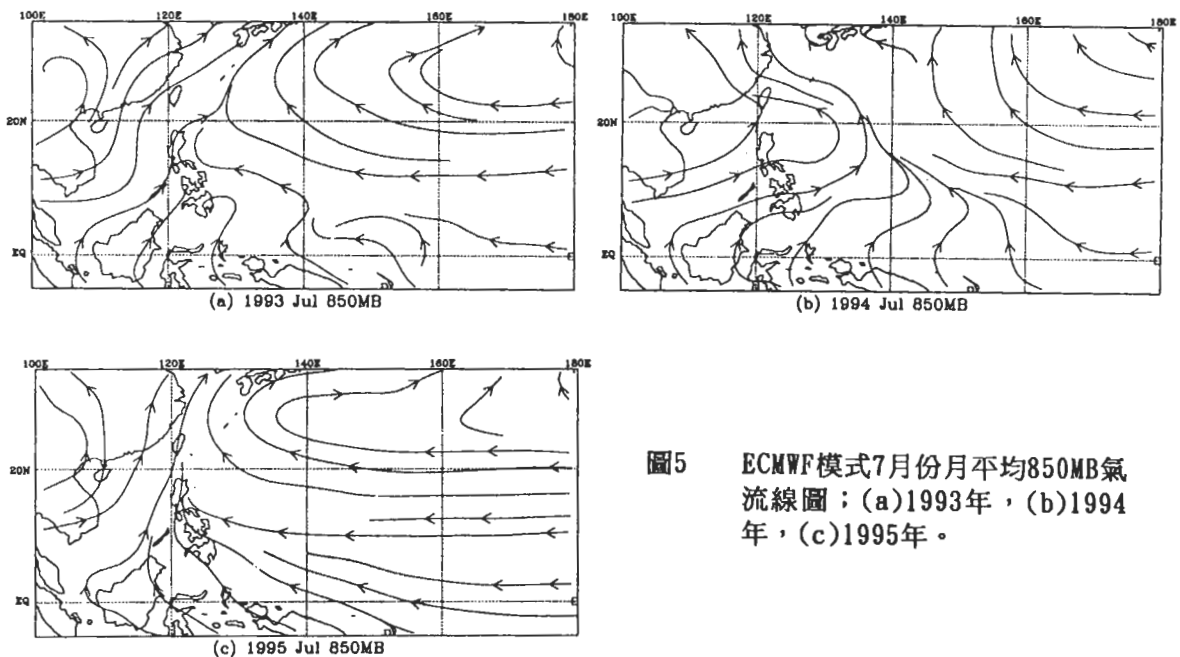 100E 120E 140E 160E 180E
20N
EQ
(a) 1993 Jul 850MB
100E 120E 140E 160E 180E
20N
EQ
(b) 1994 Jul 850MB
100E 120E 140E 160E 180E
20N
EQ
(c) 1995 Jul 850MB
圖5 ECMWF模式7月份月平均850MB氣
流線圖；(a)1993年，(b)1994
年，(c)1995年。